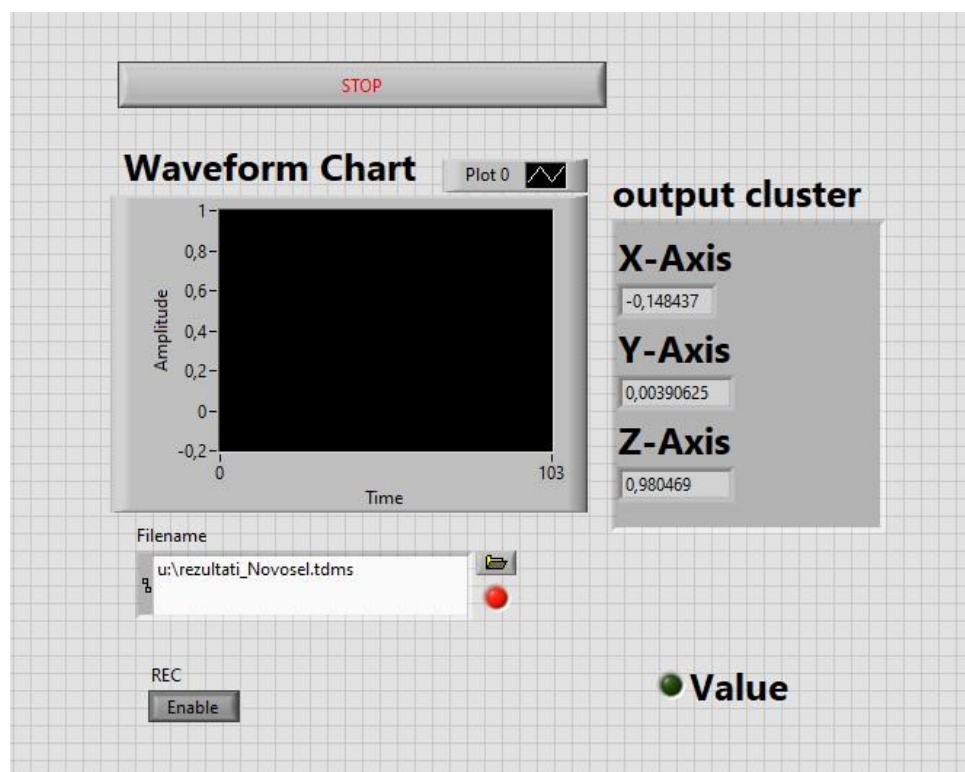 STOP
Waveform Chart
Plot 0
1
0,8
0,6
0,4
0,2
0
-0,2
Amplitude
0
103
Time
output cluster
X-Axis
-0,148437
Y-Axis
0,00390625
Z-Axis
0,980469
Filename
u:\rezultati_Novosel.tdms
REC
Enable
Value